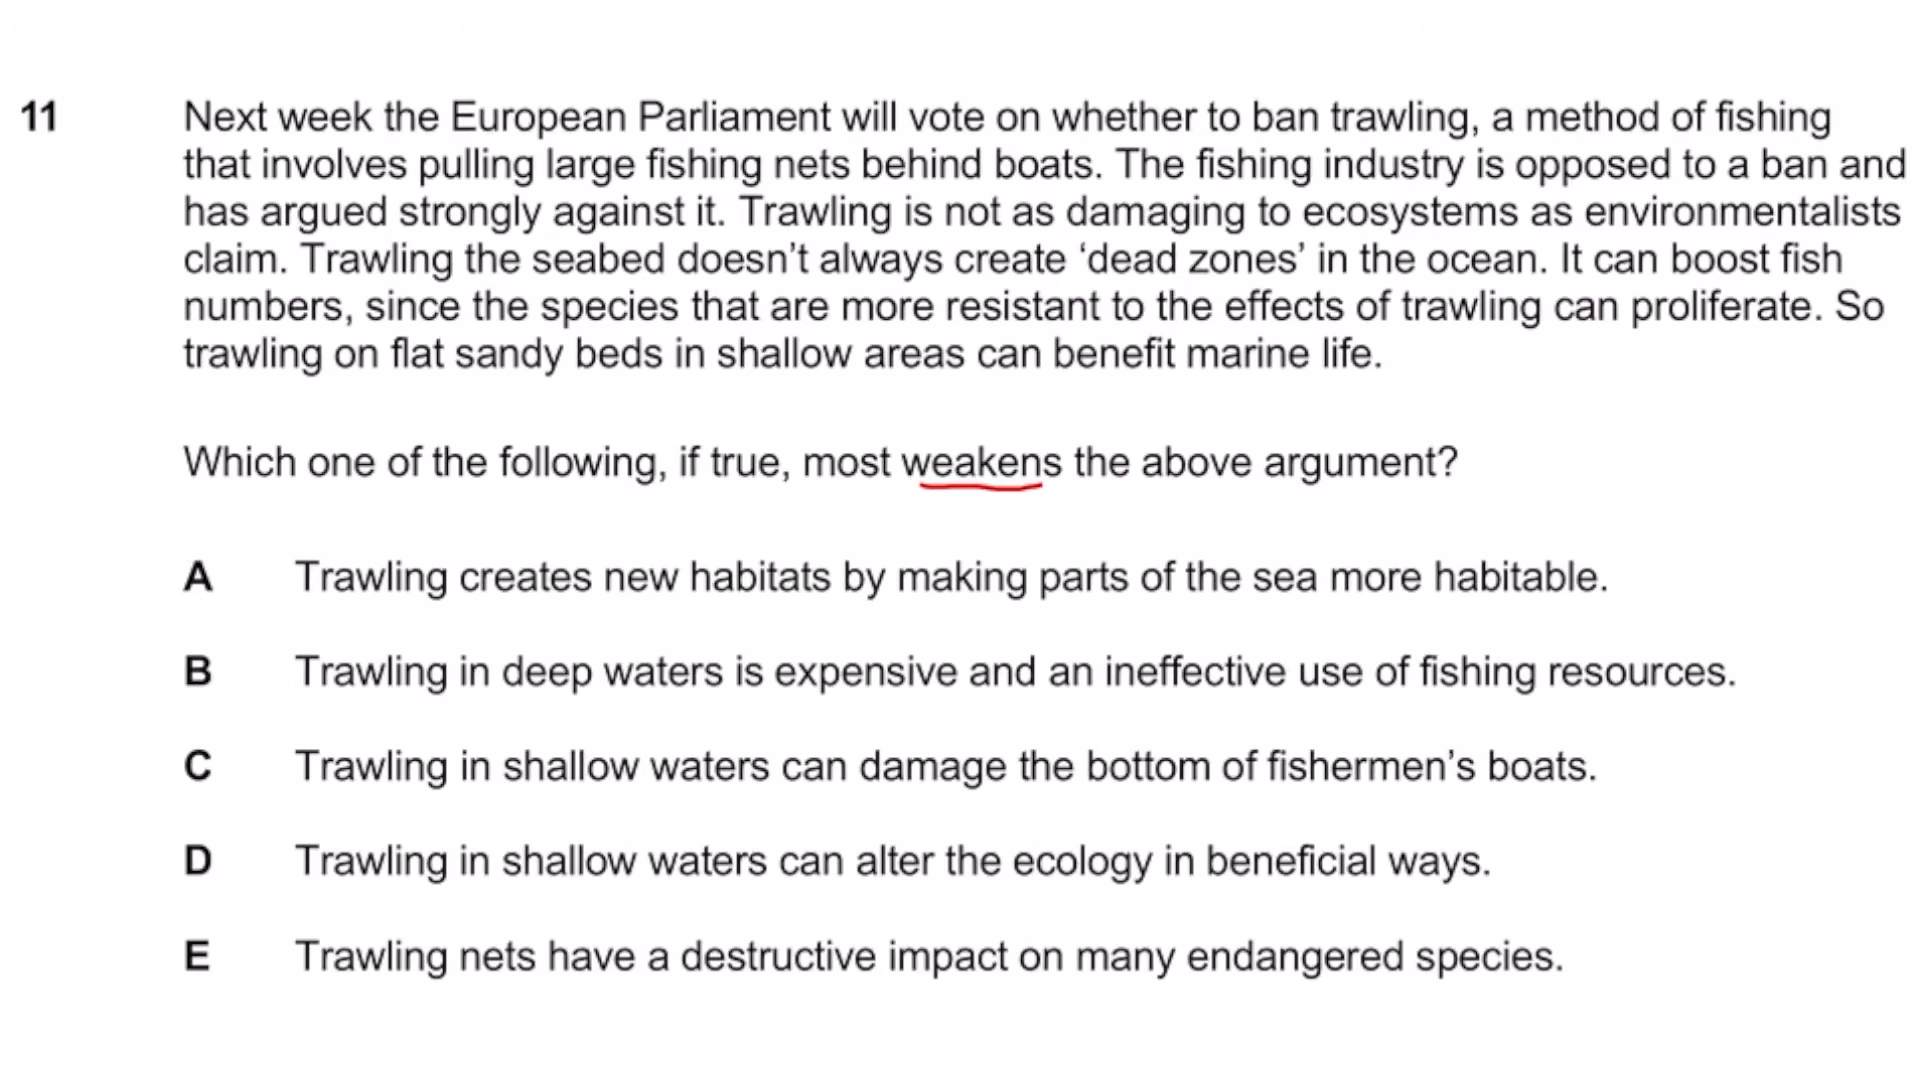 11 Next week the European Parliament will vote on whether to ban trawling, a method of fishing
that involves pulling large fishing nets behind boats. The fishing industry is opposed to a ban and
has argued strongly against it. Trawling is not as damaging to ecosystems as environmentalists
claim. Trawling the seabed doesn’t always create ‘dead zones’ in the ocean. It can boost fish
numbers, since the species that are more resistant to the effects of trawling can proliferate. So
trawling on flat sandy beds in shallow areas can benefit marine life.
Which one of the following, if true, most weakens the above argument?
A Trawling creates new habitats by making parts of the sea more habitable.
B Trawling in deep waters is expensive and an ineffective use of fishing resources.
C Trawling in shallow waters can damage the bottom of fishermen’s boats.
D Trawling in shallow waters can alter the ecology in beneficial ways.
E Trawling nets have a destructive impact on many endangered species.